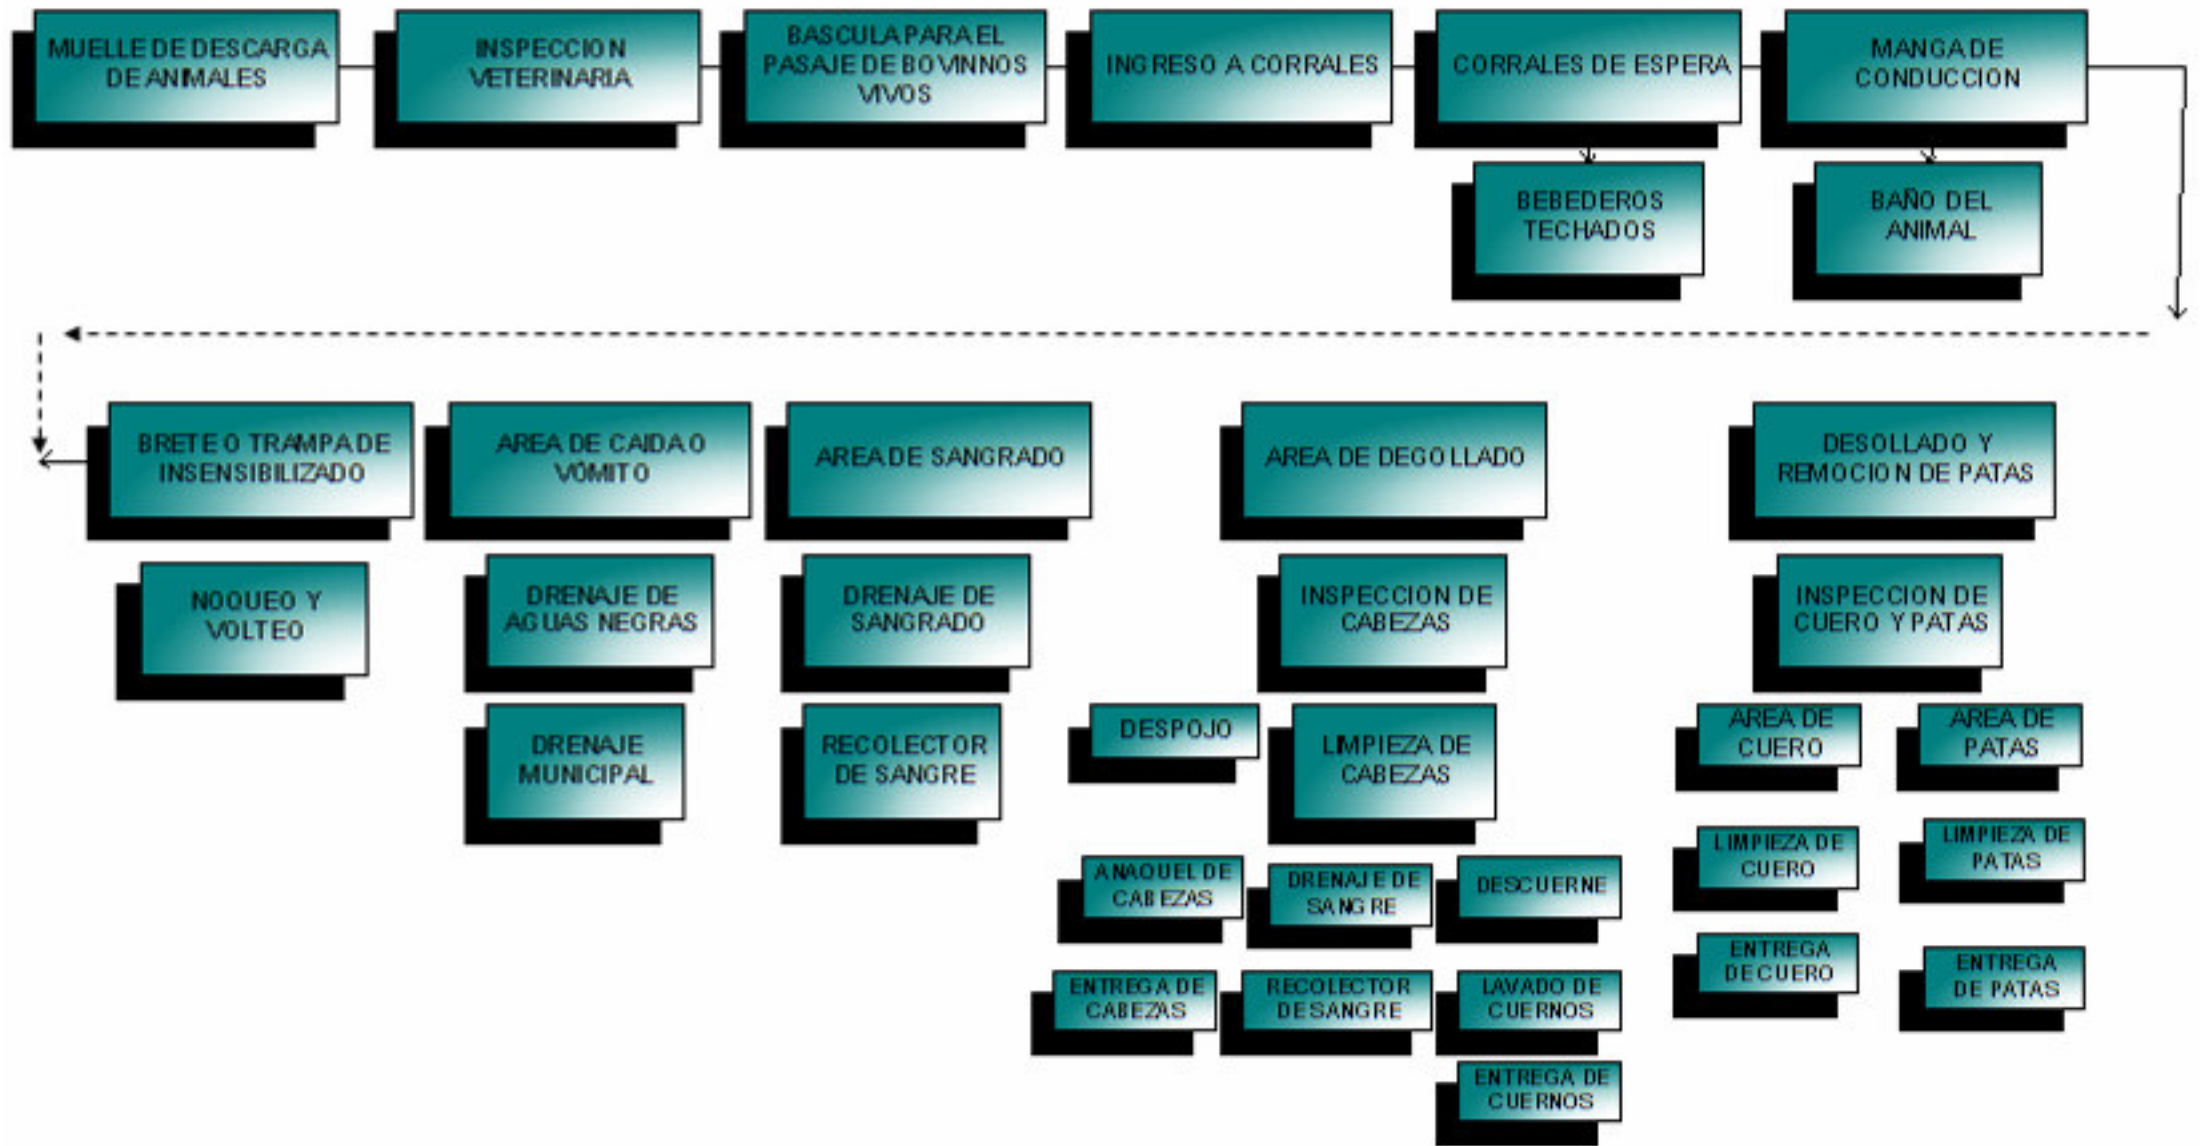 MUELLE DE DESCARGA
DE ANIMALES
INSPECCION
VETERINARIA
BASCULA PARA EL
PASAJE DE BOVINNOS
VIVOS
INGRESO A CORRALES
CORRALES DE ESPERA
MANGA DE
CONDUCCION
BEBEDEROS
TECHADOS
BAÑO DEL
ANIMAL
BRETE O TRAMPA DE
INSENSIBILIZADO
AREA DE CAIDA O
VÓMITO
AREA DE SANGRADO
AREA DE DEGOLLADO
DESOLLADO Y
REMOCION DE PATAS
NOQUEO Y
VOLTEO
DRENAJE DE
AGUAS NEGRAS
DRENAJE DE
SANGRADO
INSPECCION DE
CABEZAS
INSPECCION DE
CUERO Y PATAS
DRENAJE
MUNICIPAL
RECOLECTOR
DE SANGRE
DESPOJO
LIMPIEZA DE
CABEZAS
AREA DE
CUERO
AREA DE
PATAS
ANAQUEL DE
CABEZAS
DRENAJE DE
SANGRE
DESCUERNE
LIMPIEZA DE
CUERO
LIMPIEZA DE
PATAS
ENTREGA DE
CABEZAS
RECOLECTOR
DE SANGRE
LAVADO DE
CUERNOS
ENTREGA
DE CUERO
ENTREGA
DE PATAS
ENTREGA DE
CUERNOS